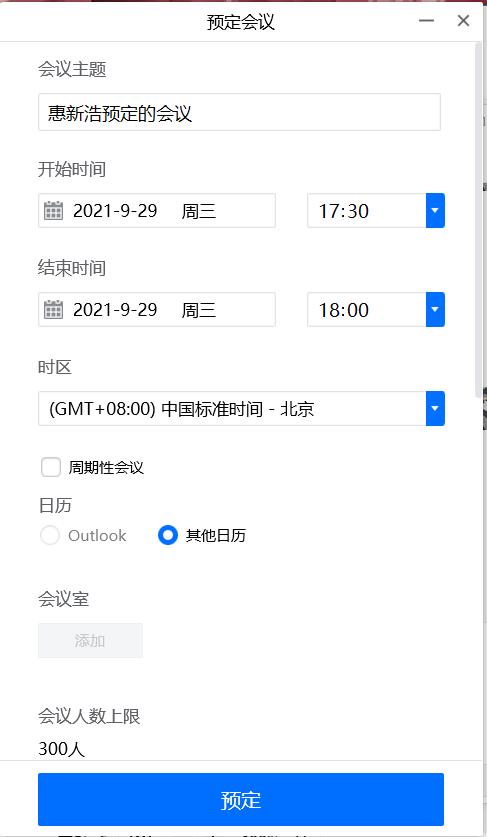 预定会议
会议主题
惠新浩预定的会议
开始时间
2021-9-29 周三 17:30
结束时间
2021-9-29 周三 18:00
时区
(GMT+08:00) 中国标准时间 - 北京
周期性会议
日历
Outlook 其他日历
会议室
添加
会议人数上限
300人
预定